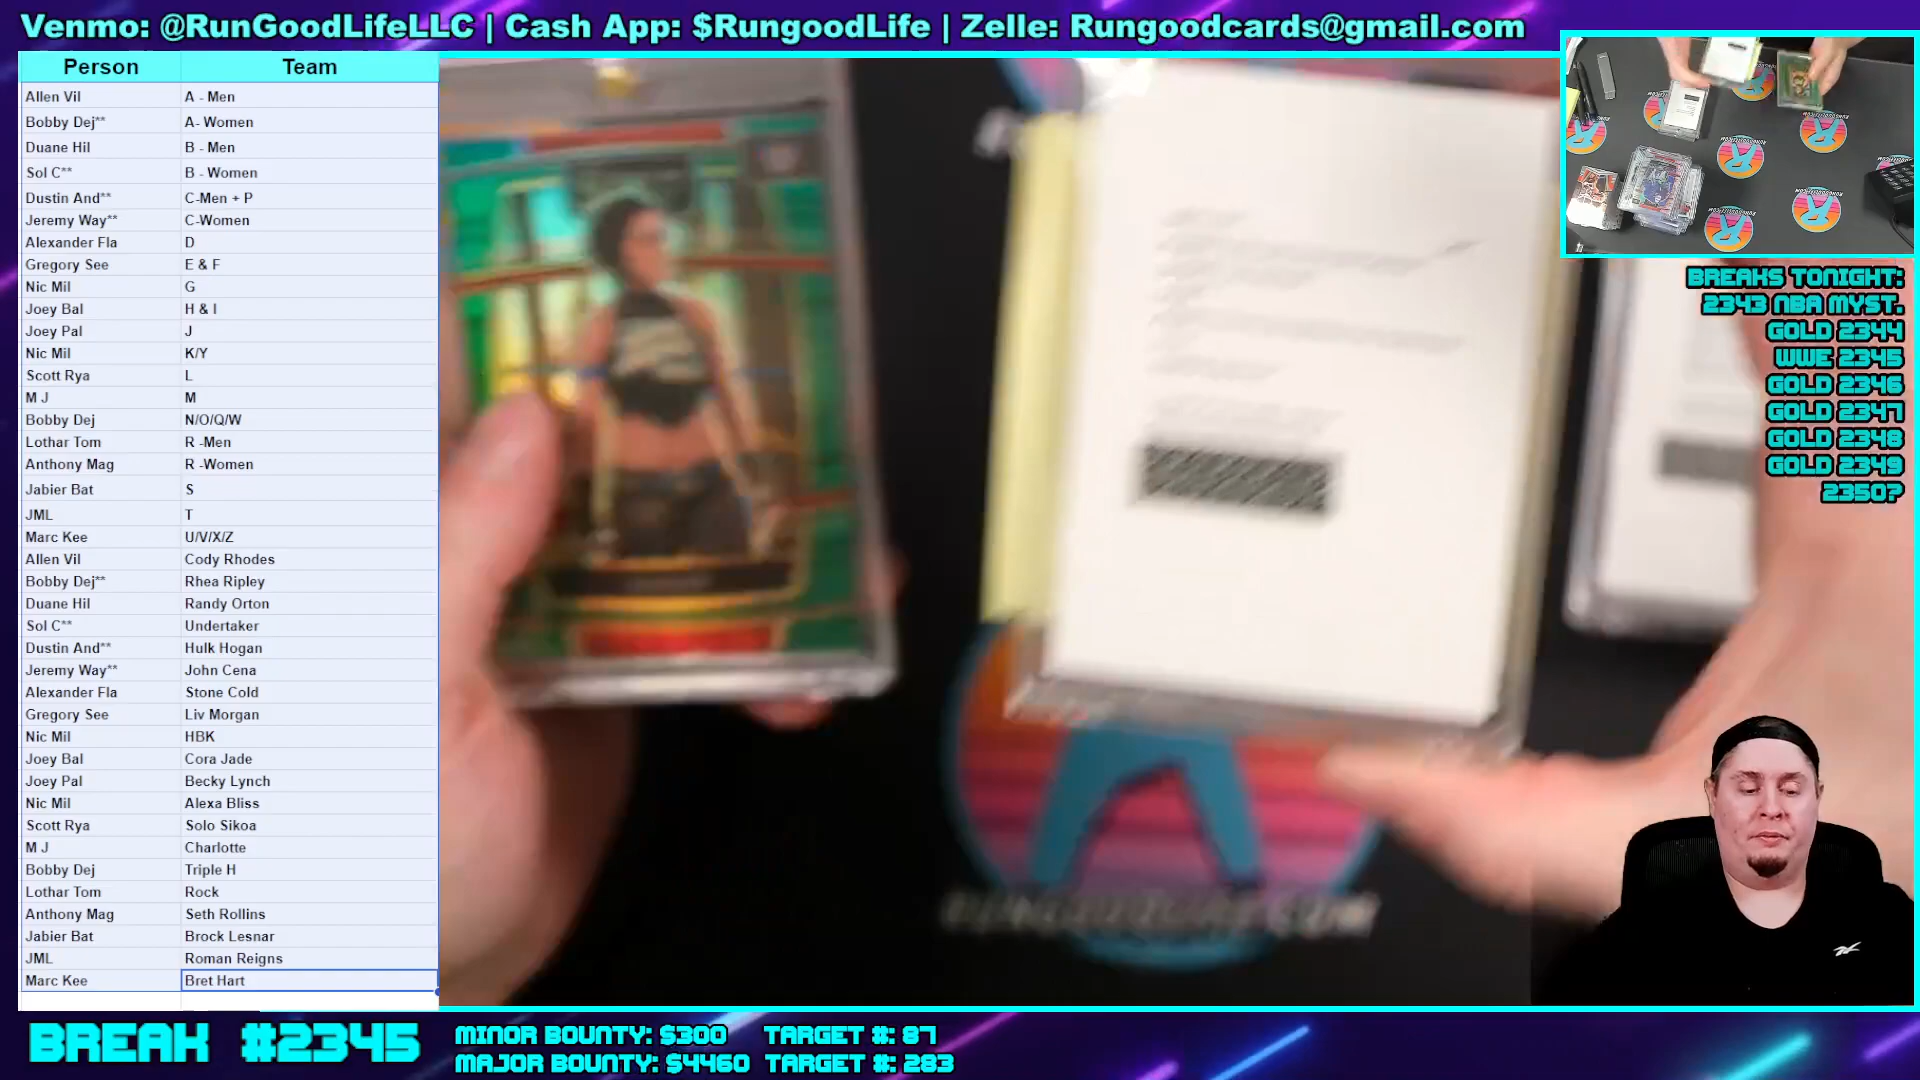 Venmo: @RunGoodLifeLLC | Cash App: $RungoodLife | Zelle: Rungoodcards@gmail.com
Person Team
Allen Vil A - Men
Bobby Dej** A- Women
Duane Hil B - Men
Sol C** B - Women
Dustin And** C-Men + P
Jeremy Way** C-Women
Alexander Fla D
Gregory See E & F
Nic Mil G
Joey Bal H & I
Joey Pal J
Nic Mil K/Y
Scott Rya L
M J M
Bobby Dej N/O/Q/W
Lothar Tom R -Men
Anthony Mag R -Women
Jabier Bat S
JML T
Marc Kee U/V/X/Z
Allen Vil Cody Rhodes
Bobby Dej** Rhea Ripley
Duane Hil Randy Orton
Sol C** Undertaker
Dustin And** Hulk Hogan
Jeremy Way** John Cena
Alexander Fla Stone Cold
Gregory See Liv Morgan
Nic Mil HBK
Joey Bal Cora Jade
Joey Pal Becky Lynch
Nic Mil Alexa Bliss
Scott Rya Solo Sikoa
M J Charlotte
Bobby Dej Triple H
Lothar Tom Rock
Anthony Mag Seth Rollins
Jabier Bat Brock Lesnar
JML Roman Reigns
Marc Kee Bret Hart
BREAKS TONIGHT:
2343 NBA MYST.
GOLD 2344
WWE 2345
GOLD 2346
GOLD 2347
GOLD 2348
GOLD 2349
2350?
RUNGOODLIFE.COM
BREAK #2345
MINOR BOUNTY: $300 TARGET #: 87
MAJOR BOUNTY: $4460 TARGET #: 283